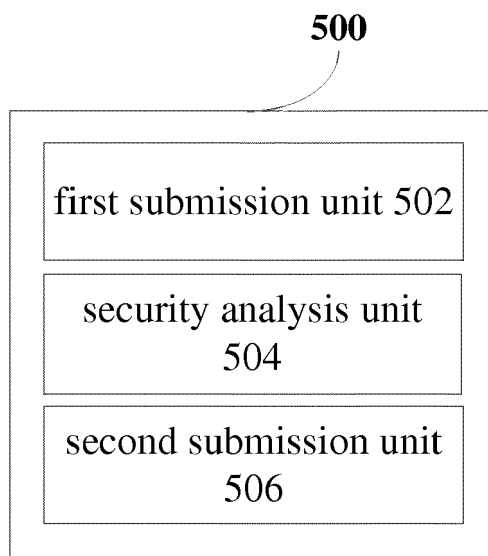 500
first submission unit 502
security analysis unit
504
second submission unit
506